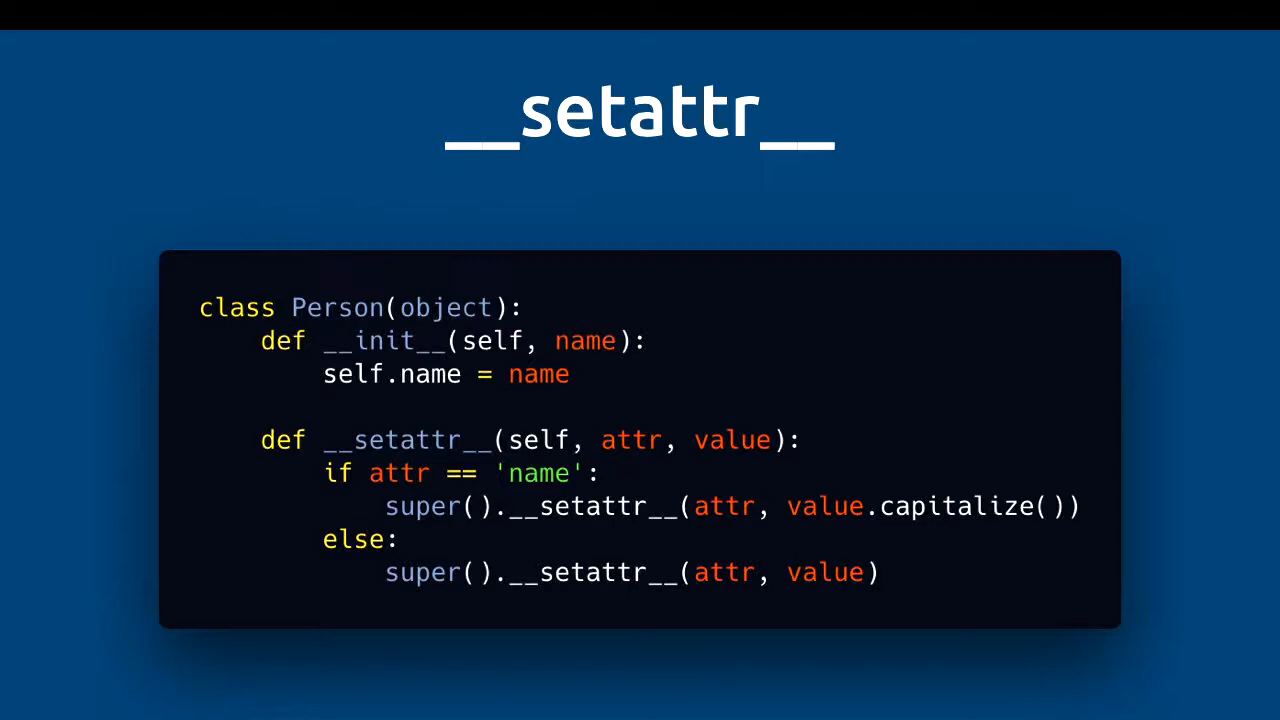 __setattr__
class Person(object):
    def __init__(self, name):
        self.name = name
    def __setattr__(self, attr, value):
        if attr == 'name':
            super().__setattr__(attr, value.capitalize())
        else:
            super().__setattr__(attr, value)